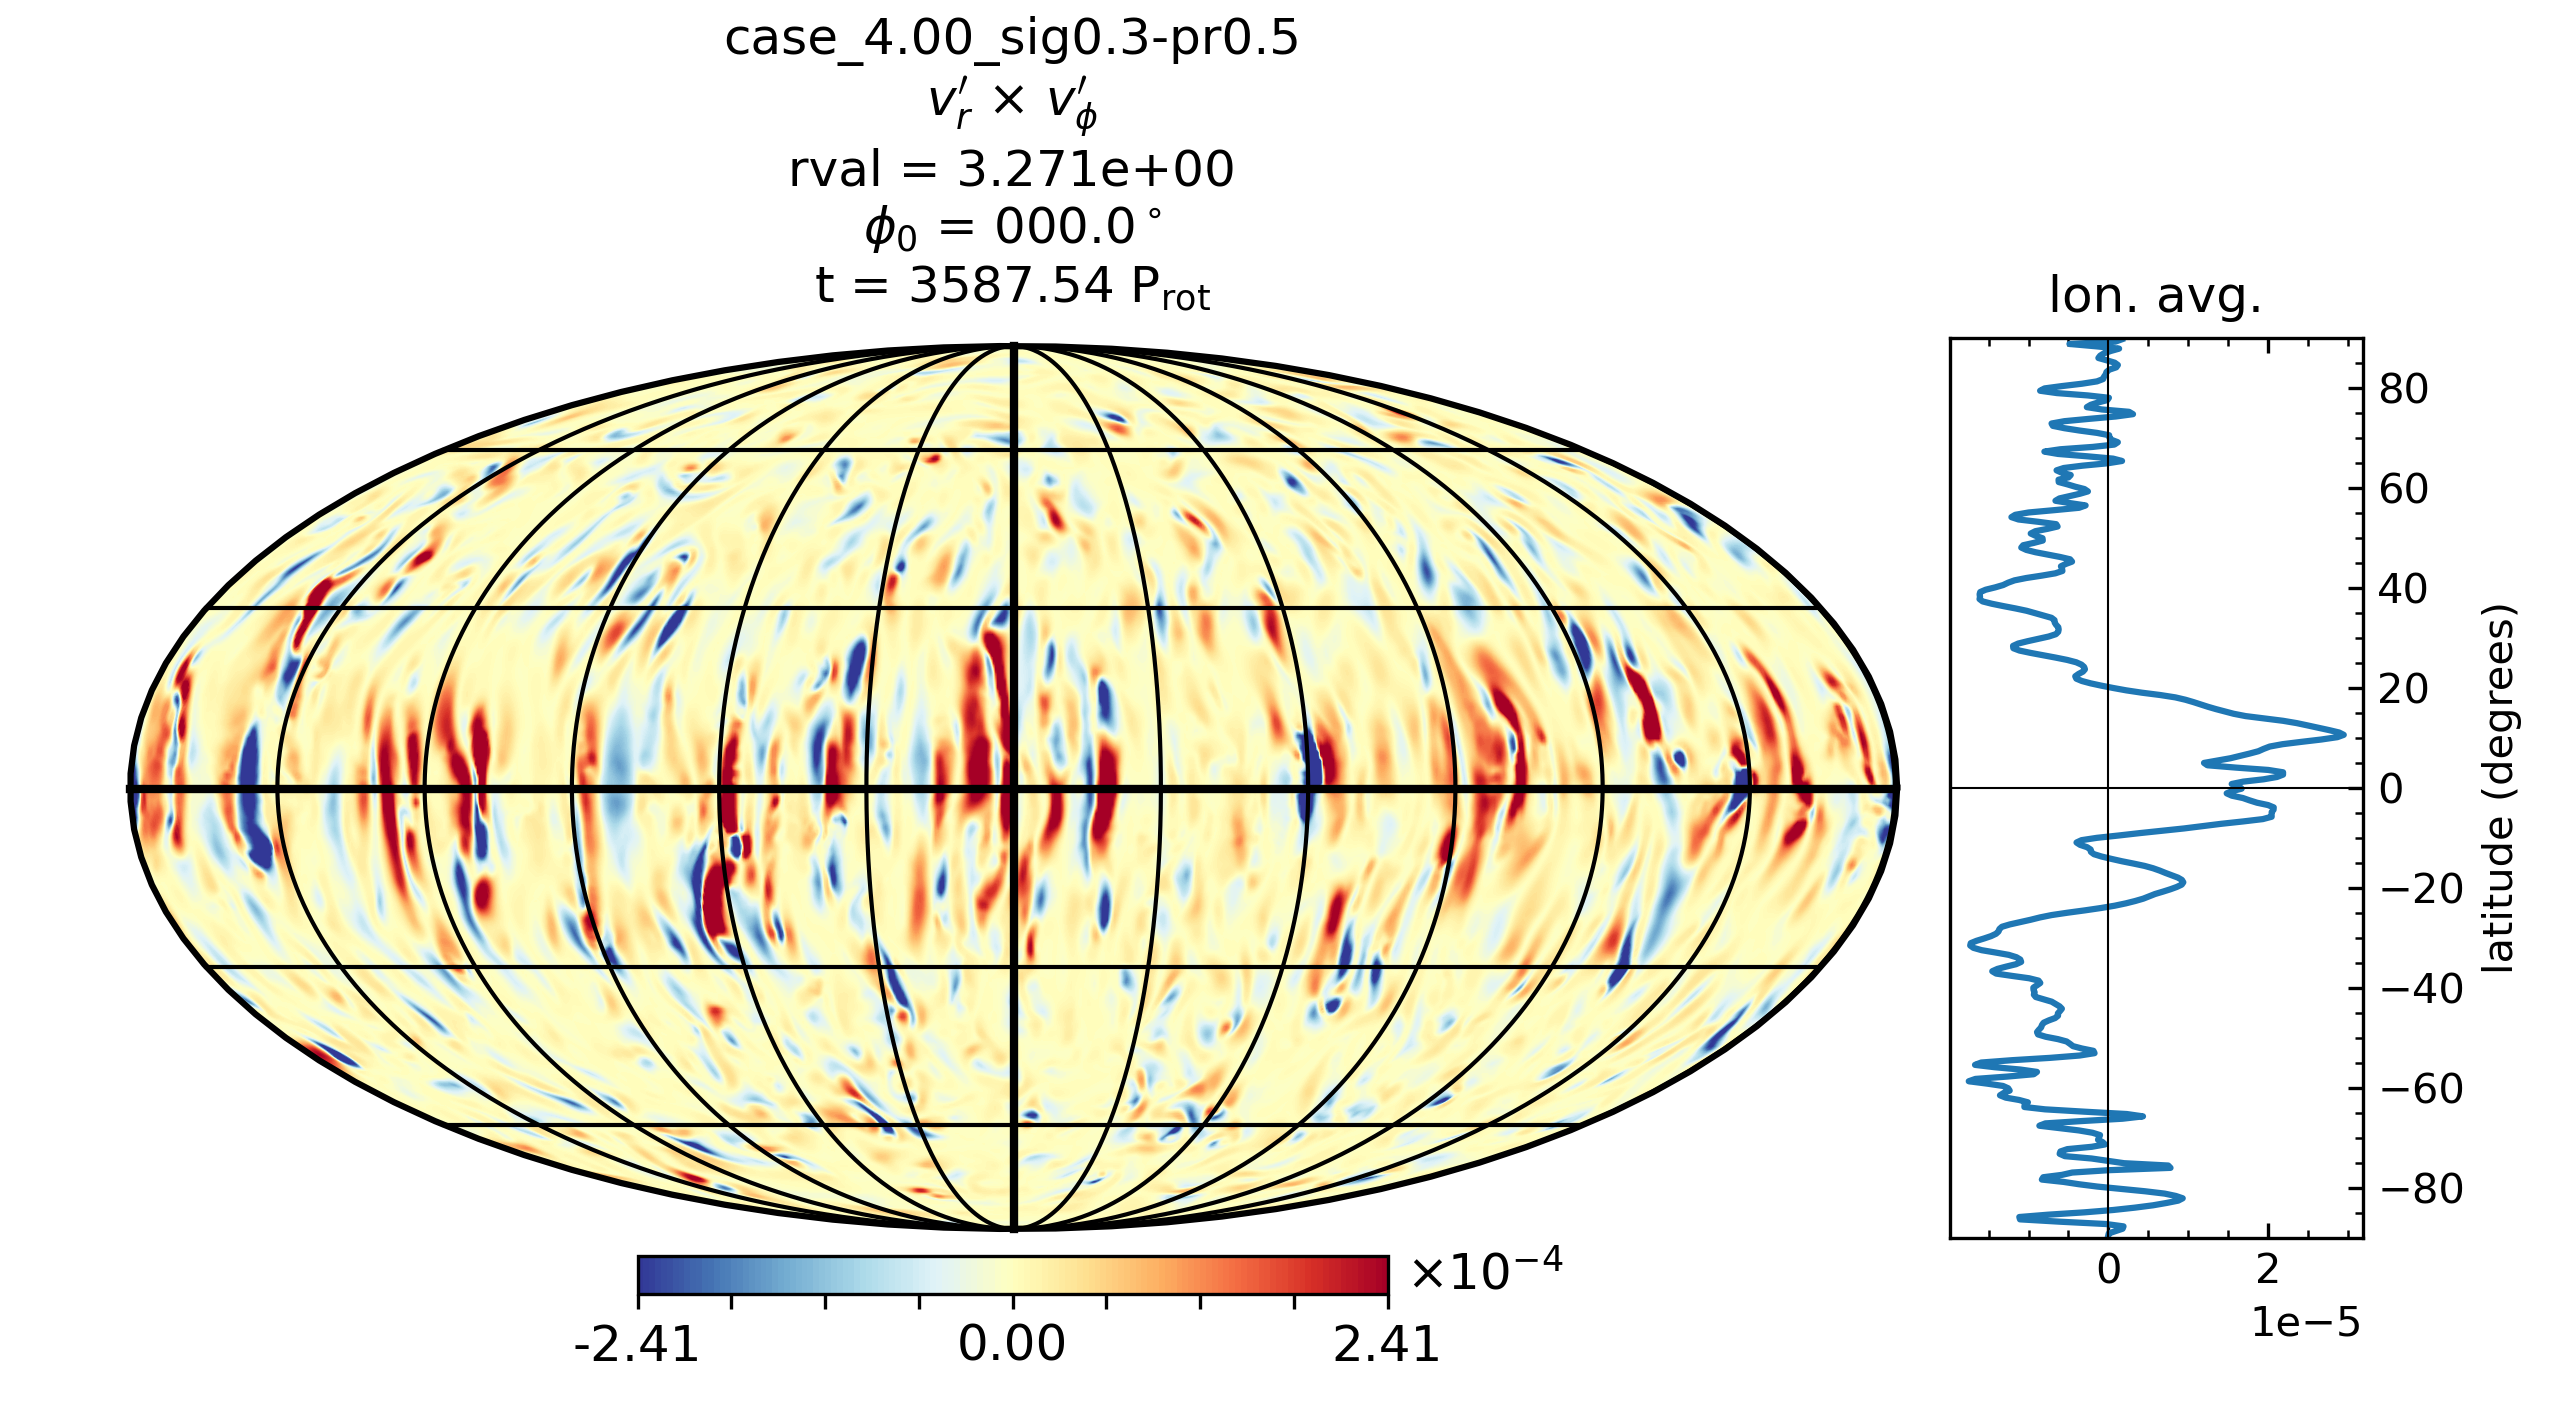 case_4.00_sig0.3-pr0.5
v′r × v′ϕ
rval = 3.271e+00
ϕ0 = 000.0°
t = 3587.54 Prot
lon. avg.
80
60
40
20
0
−20
−40
−60
−80
latitude (degrees)
0 2
1e−5
×10−4
-2.41 0.00 2.41